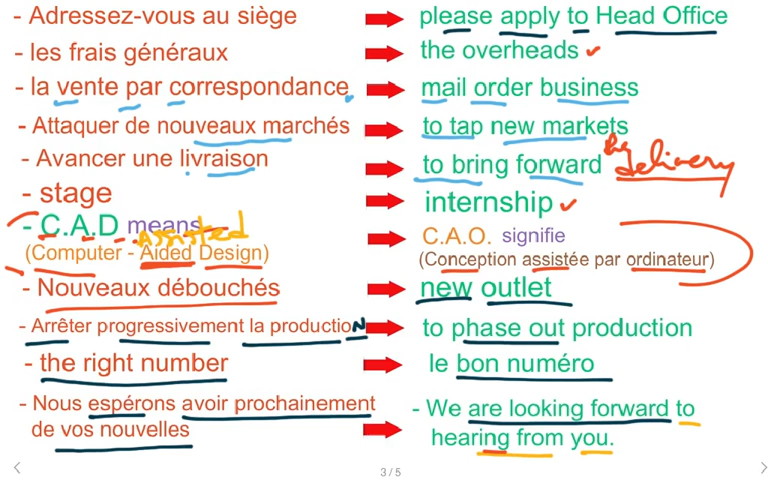 - Adressez-vous au siège
please apply to Head Office
- les frais généraux
the overheads
- la vente par correspondance
mail order business
- Attaquer de nouveaux marchés
to tap new markets
- Avancer une livraison
to bring forward the delivery
- stage
internship
- C.A.D means
Assisted
(Computer - Aided Design)
C.A.O. signifie
(Conception assistée par ordinateur)
- Nouveaux débouchés
new outlet
- Arrêter progressivement la production
to phase out production
- the right number
le bon numéro
- Nous espérons avoir prochainement
de vos nouvelles
- We are looking forward to
hearing from you.
3 / 5